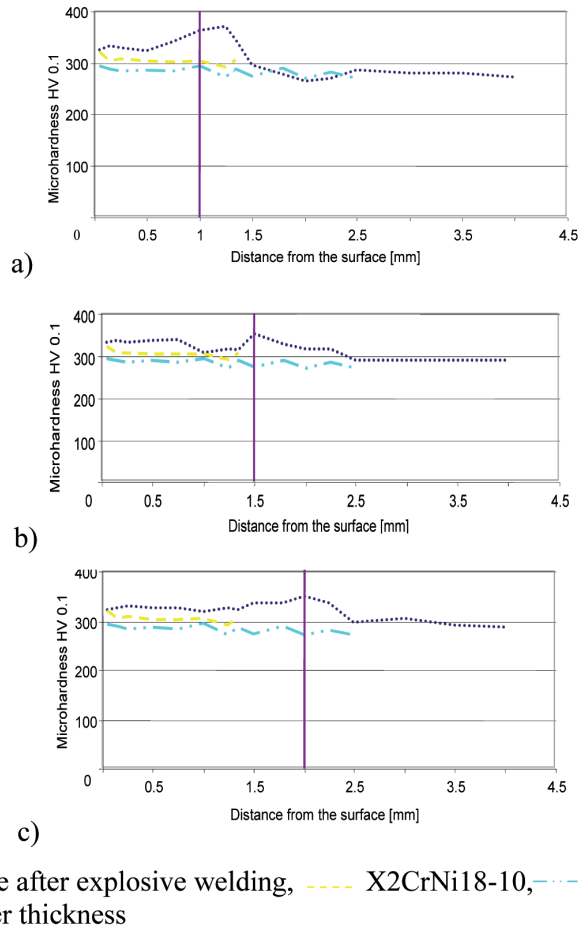 400
300
200
100
0
0.5
1
1.5
2
2.5
3.5
4.5
Microhardness HV 0.1
Distance from the surface [mm]
a)
400
300
200
100
0
0.5
1.5
2.5
3.5
4.5
Microhardness HV 0.1
Distance from the surface [mm]
b)
400
300
200
100
0
0.5
1.5
2.5
3.5
4.5
Microhardness HV 0.1
Distance from the surface [mm]
c)
after explosive welding, X2CrNi18-10,
thickness